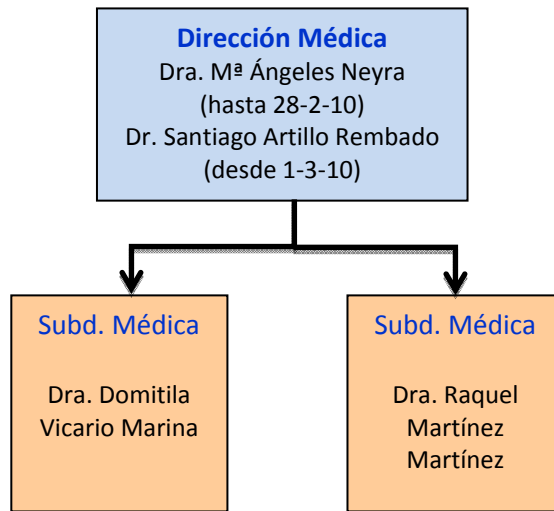 Dirección Médica
Dra. Mª Ángeles Neyra
(hasta 28-2-10)
Dr. Santiago Artillo Rembado
(desde 1-3-10)
Subd. Médica
Dra. Domitila
Vicario Marina
Subd. Médica
Dra. Raquel
Martínez
Martínez